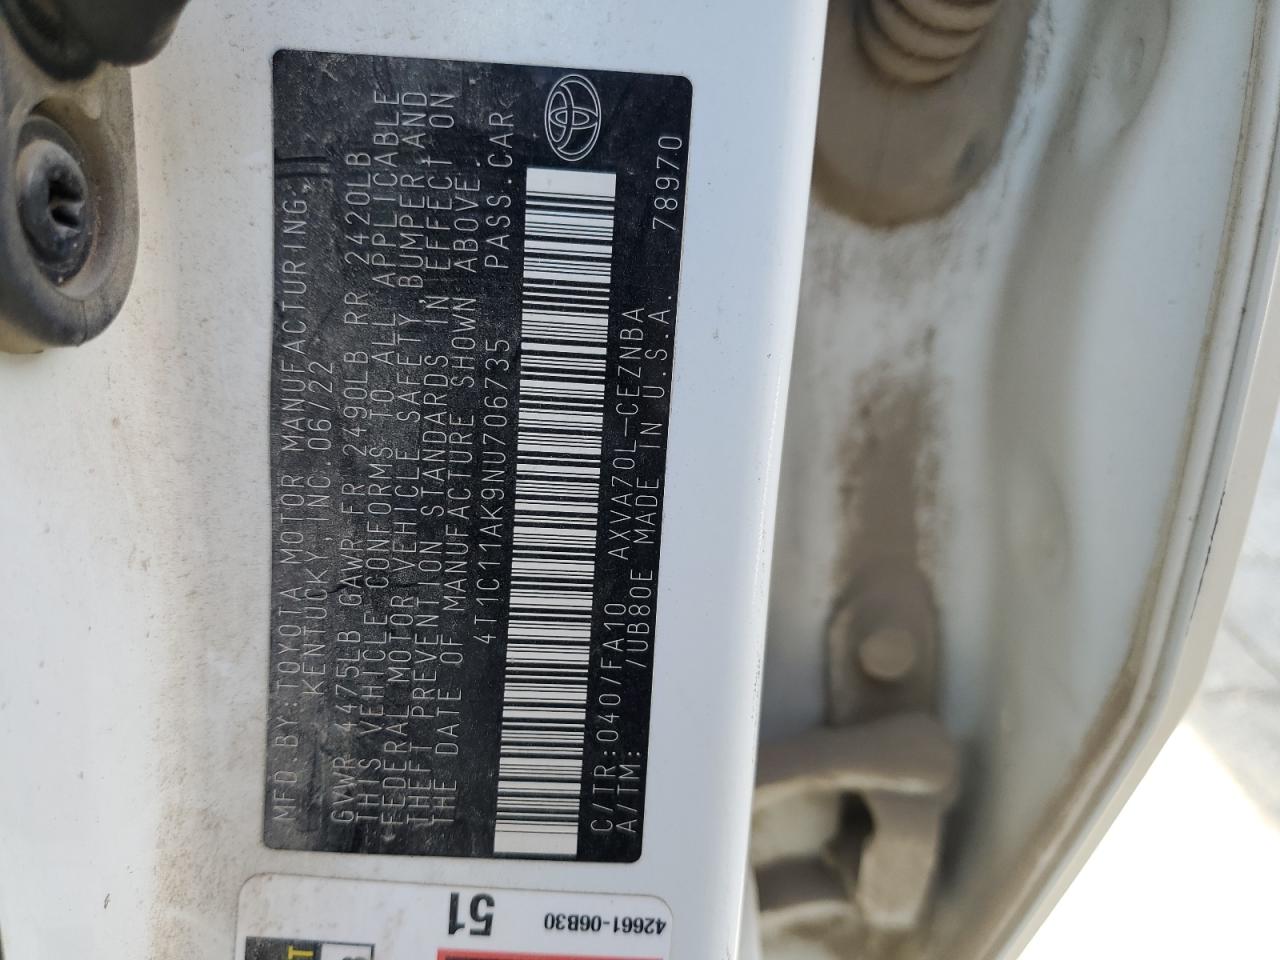 MFD.BY:TOYOTA MOTOR MANUFACTURING,
KENTUCKY,INC.06/22
GVWR 4475LB GAWR FR 2490LB RR 2420LB
THIS VEHICLE CONFORMS TO ALL APPLICABLE
FEDERAL MOTOR VEHICLE SAFETY,BUMPER,AND
THEFT PREVENTION STANDARDS IN EFFECT ON
THE DATE OF MANUFACTURE SHOWN ABOVE.
4T1C11AK9NU706735 PASS.CAR
C/TR:040/FA10 AXVA70L-CEZNBA
A/TM: /UB80E MADE IN U.S.A. 78970
51
42661-06B30